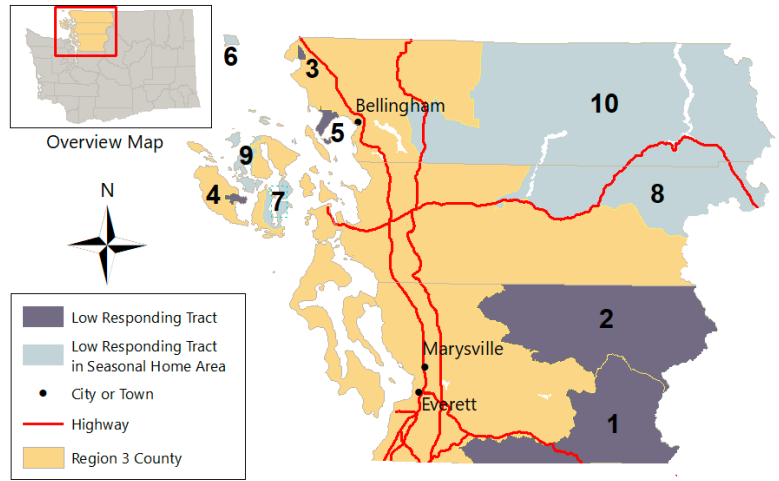 6
3
Bellingham
10
5
Overview Map
9
4
7
8
N
2
Low Responding Tract
Low Responding Tract
in Seasonal Home Area
City or Town
Highway
Region 3 County
Marysville
Everett
1